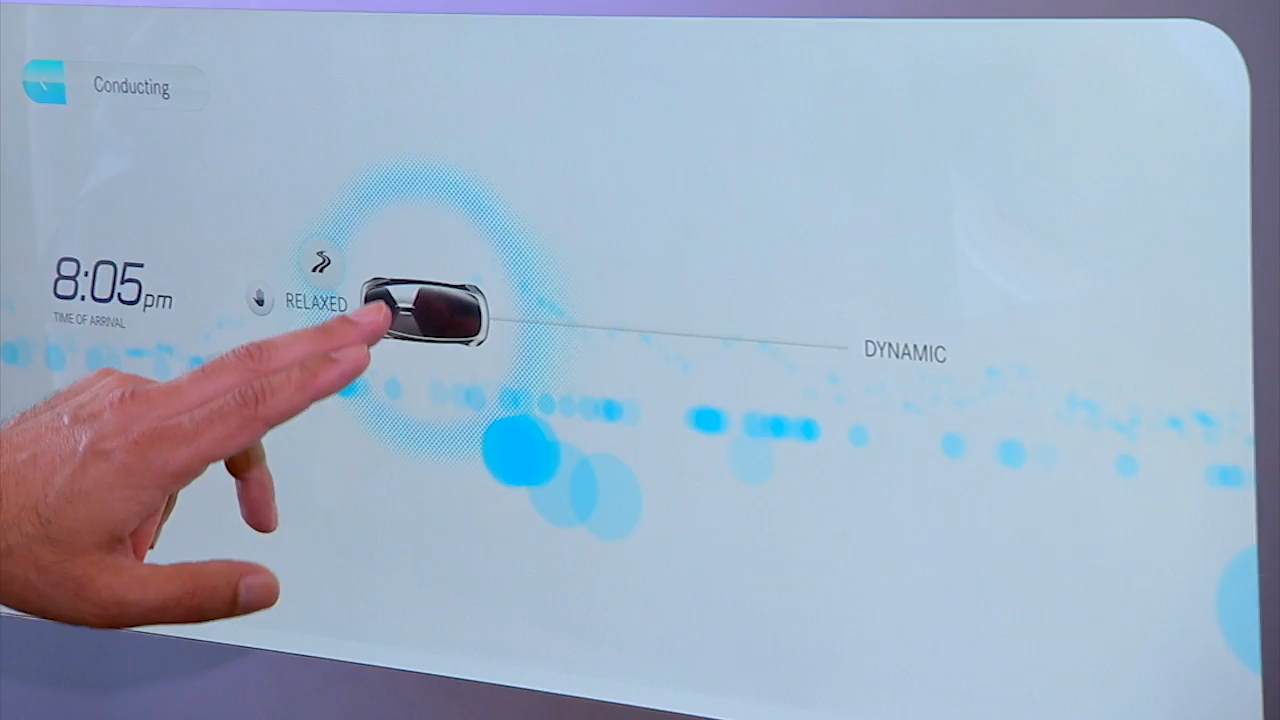 Conducting
8:05pm
TIME OF ARRIVAL
RELAXED
DYNAMIC